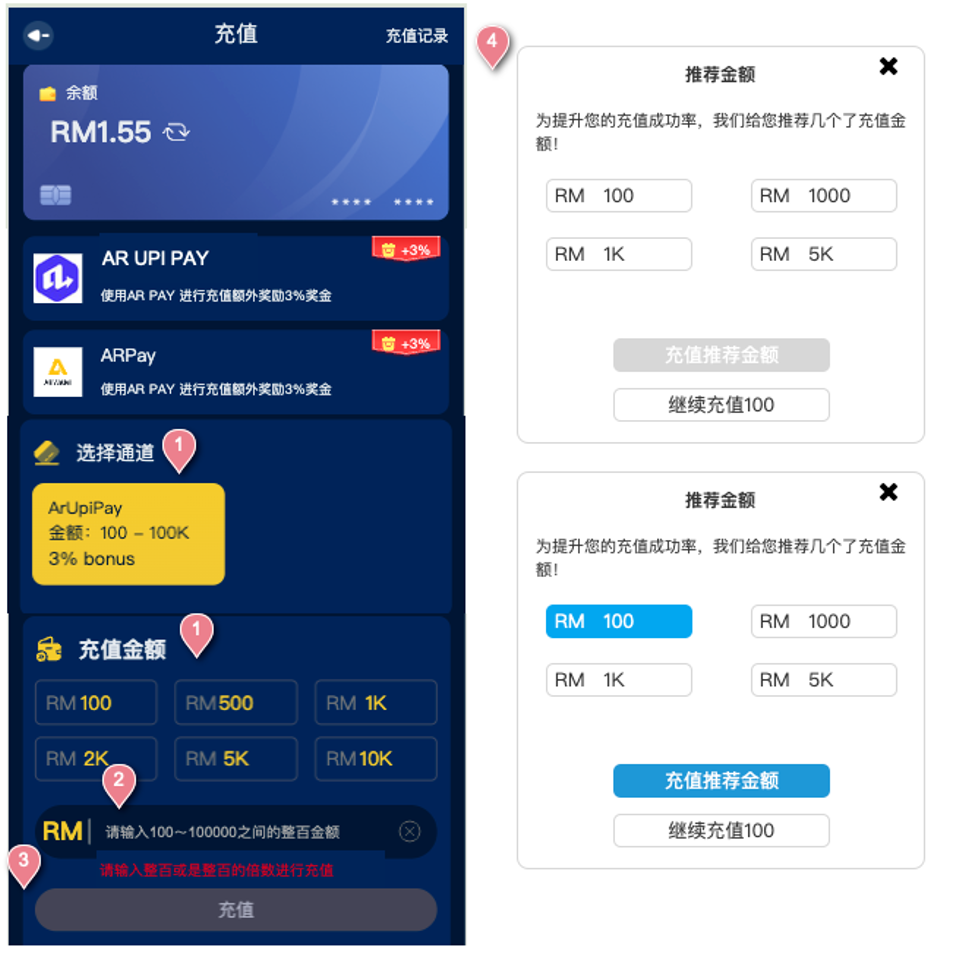 充值
充值记录
余额
RM1.55
**** ****
AR UPI PAY
+3%
使用AR PAY 进行充值额外奖励3%奖金
ARPay
+3%
使用AR PAY 进行充值额外奖励3%奖金
选择通道
1
ArUpiPay
金额：100 - 100K
3% bonus
充值金额
1
RM 100
RM 500
RM 1K
RM 2K
RM 5K
RM 10K
2
RM
请输入100～100000之间的整百金额
请输入整百或是整百的倍数进行充值
3
充值
4
推荐金额
为提升您的充值成功率，我们给您推荐几个了充值金
额！
RM 100
RM 1000
RM 1K
RM 5K
充值推荐金额
继续充值100
推荐金额
为提升您的充值成功率，我们给您推荐几个了充值金
额！
RM 100
RM 1000
RM 1K
RM 5K
充值推荐金额
继续充值100